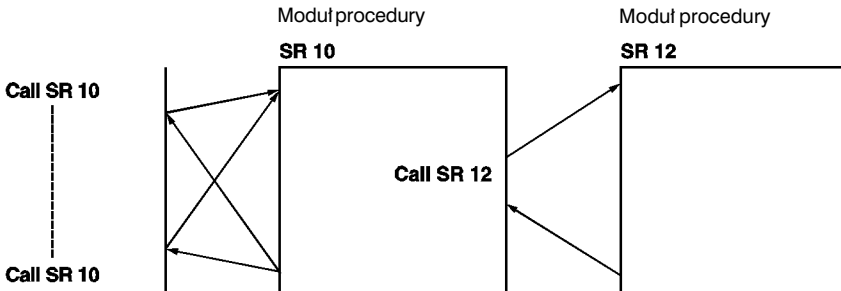 Moduł procedury
SR 10
Moduł procedury
SR 12
Call SR 10
Call SR 12
Call SR 10